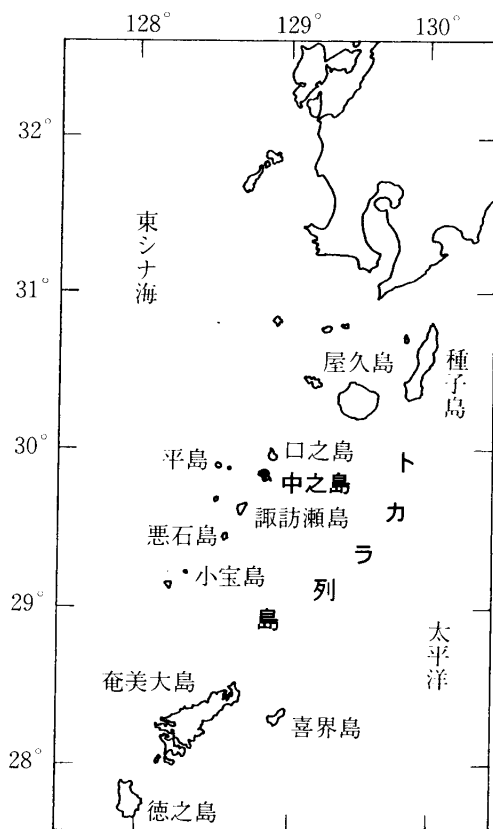 128°
129°
130°
32°
東シナ海
31°
屋久島
種子島
30°
口之島
平島
中之島
諏訪瀬島
悪石島
小宝島
トカラ列島
29°
太平洋
奄美大島
喜界島
28°
徳之島